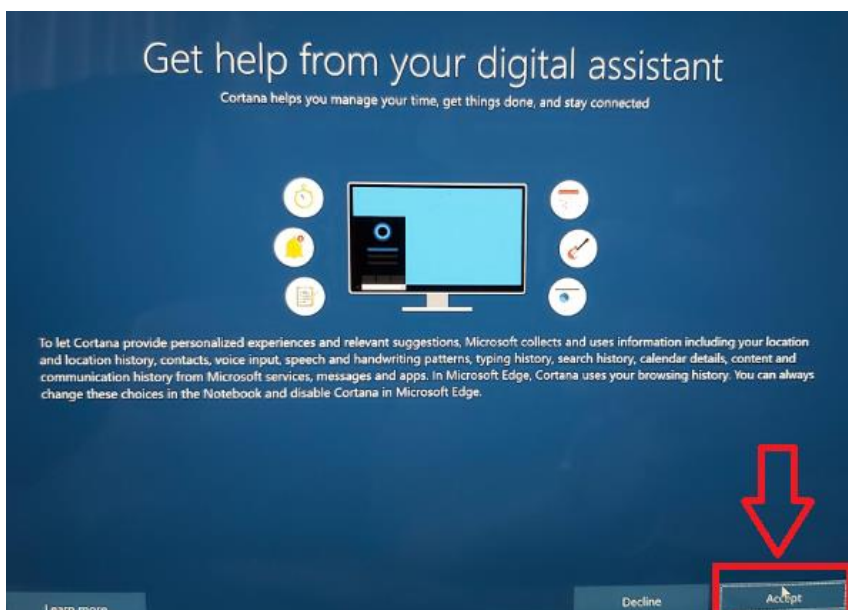 Get help from your digital assistant
Cortana helps you manage your time, get things done, and stay connected
To let Cortana provide personalized experiences and relevant suggestions, Microsoft collects and uses information including your location
and location history, contacts, voice input, speech and handwriting patterns, typing history, search history, calendar details, content and
communication history from Microsoft services, messages and apps. In Microsoft Edge, Cortana uses your browsing history. You can always
change these choices in the Notebook and disable Cortana in Microsoft Edge.
Learn more
Decline
Accept